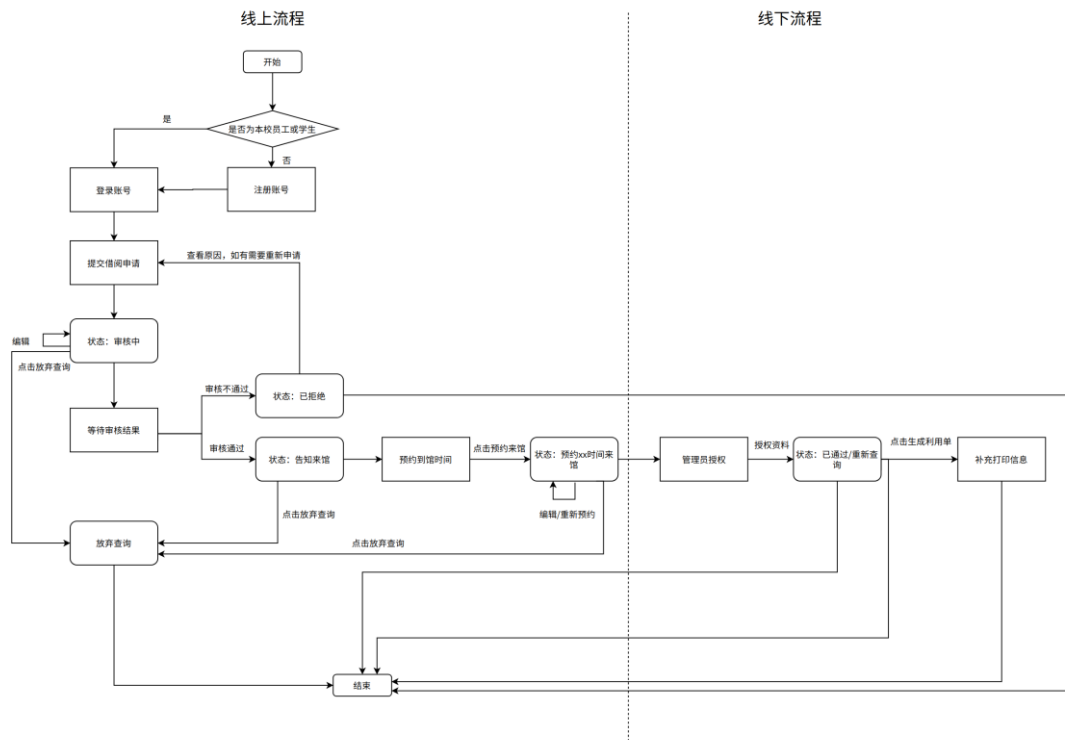 线上流程
线下流程
开始
是否为本校员工或学生
是
否
登录账号
注册账号
提交借阅申请
查看原因，如有需要重新申请
编辑
状态：审核中
点击放弃查询
等待审核结果
审核不通过
状态：已拒绝
审核通过
状态：告知来馆
预约到馆时间
点击预约来馆
状态：预约xx时间来
馆
管理员授权
授权资料
状态：已通过/重新查
询
点击生成利用单
补充打印信息
编辑/重新预约
点击放弃查询
点击放弃查询
放弃查询
结束